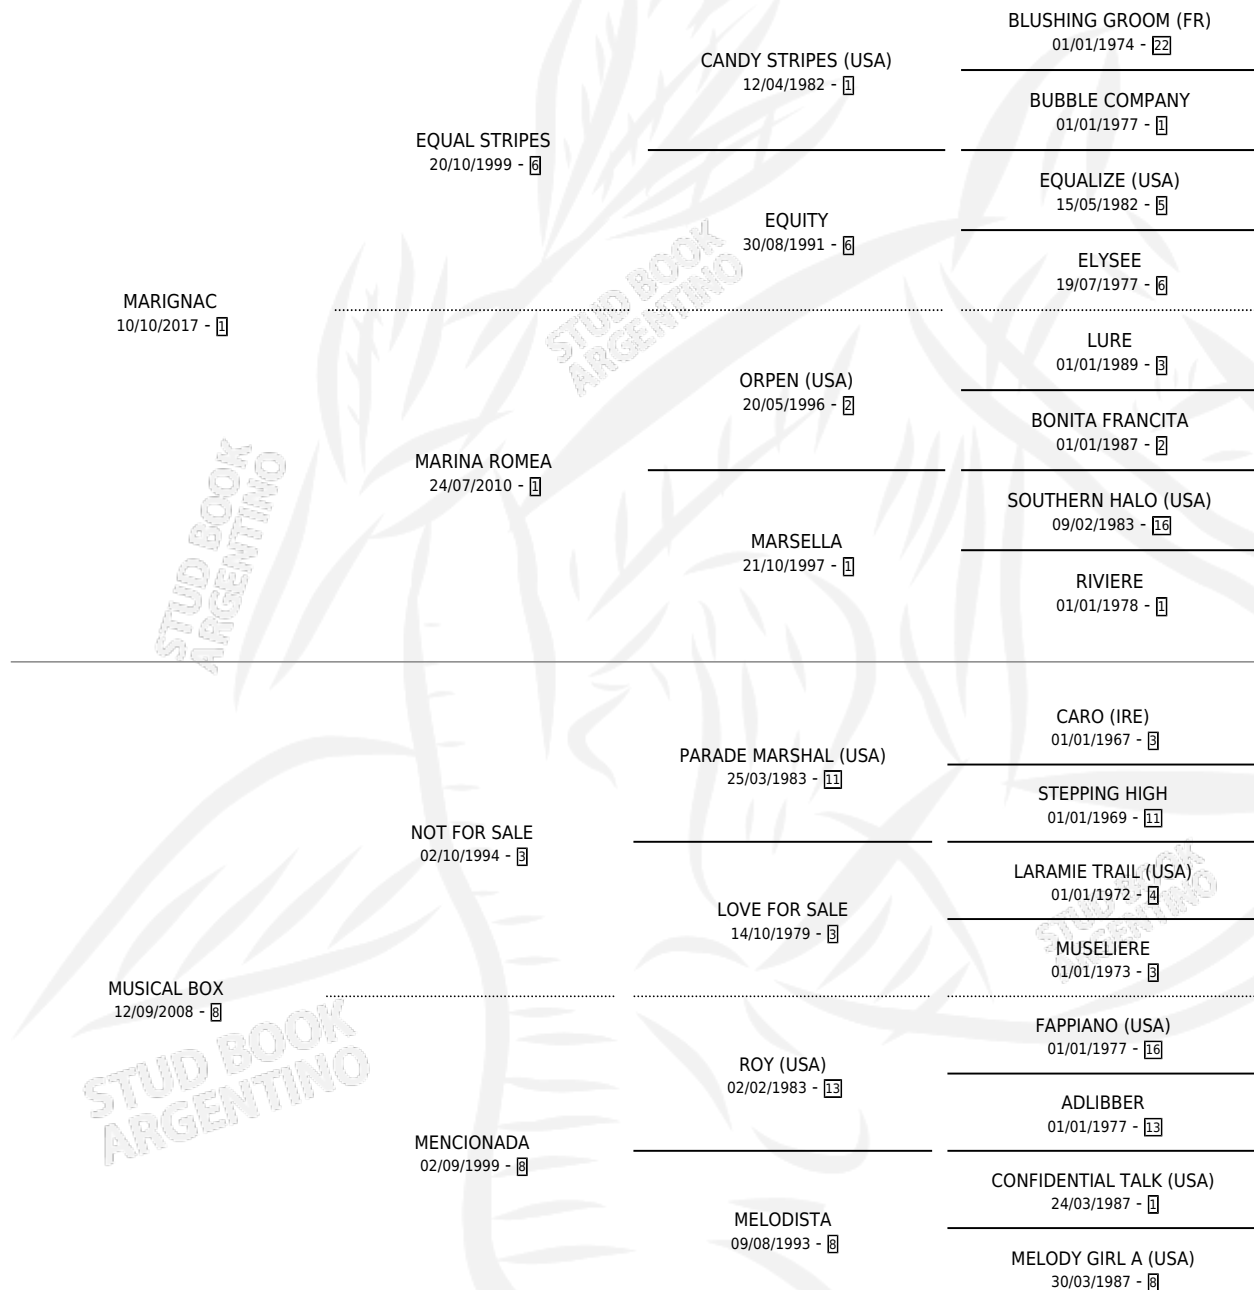 BLUSHING GROOM (FR)
01/01/1974 - 22
CANDY STRIPES (USA)
12/04/1982 - 1
BUBBLE COMPANY
01/01/1977 - 1
EQUAL STRIPES
20/10/1999 - 6
EQUALIZE (USA)
15/05/1982 - 5
EQUITY
30/08/1991 - 6
ELYSEE
19/07/1977 - 6
MARIGNAC
10/10/2017 - 1
LURE
01/01/1989 - 3
ORPEN (USA)
20/05/1996 - 2
BONITA FRANCITA
01/01/1987 - 2
MARINA ROMEA
24/07/2010 - 1
SOUTHERN HALO (USA)
09/02/1983 - 16
MARSELLA
21/10/1997 - 1
RIVIERE
01/01/1978 - 1
CARO (IRE)
01/01/1967 - 3
PARADE MARSHAL (USA)
25/03/1983 - 11
STEPPING HIGH
01/01/1969 - 11
NOT FOR SALE
02/10/1994 - 3
LARAMIE TRAIL (USA)
01/01/1972 - 4
LOVE FOR SALE
14/10/1979 - 3
MUSELIERE
01/01/1973 - 3
MUSICAL BOX
12/09/2008 - 8
FAPPIANO (USA)
01/01/1977 - 16
ROY (USA)
02/02/1983 - 13
ADLIBBER
01/01/1977 - 13
MENCIONADA
02/09/1999 - 8
CONFIDENTIAL TALK (USA)
24/03/1987 - 1
MELODISTA
09/08/1993 - 8
MELODY GIRL A (USA)
30/03/1987 - 8
STUD BOOK
ARGENTINO
STUD BOOK
ARGENTINO
STUD BOOK
ARGENTINO
STUD BOOK
ARGENTINO